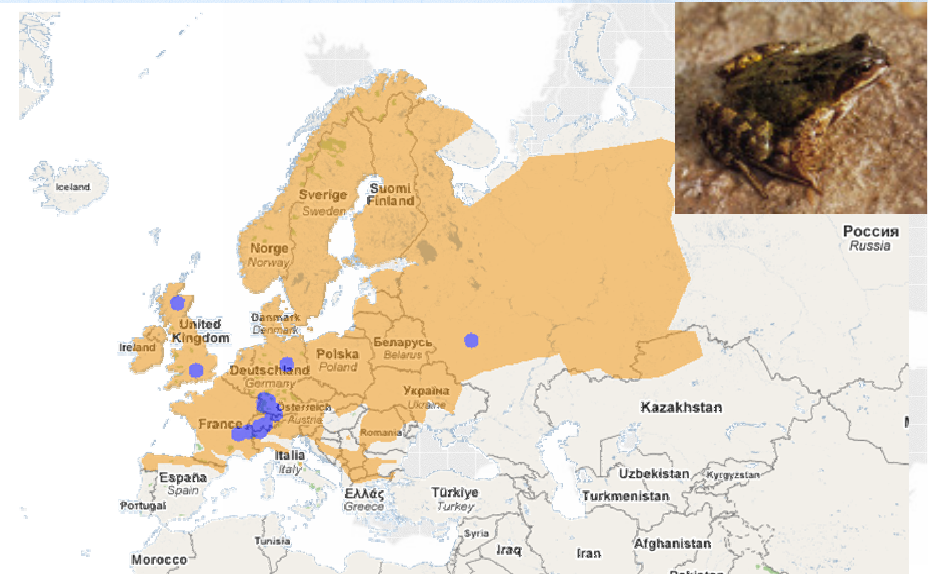 Iceland
Suomi
Finland
Sverige
Sweden
Norge
Norway
Россия
Russia
United
Kingdom
Ireland
Danmark
Denmark
Беларусь
Belarus
Polska
Poland
Deutschland
Germany
Україна
Ukraine
Österreich
Austria
France
Romania
Kazakhstan
Italia
Italy
España
Spain
Portugal
Ελλάς
Greece
Türkiye
Turkey
Uzbekistan
Kyrgyzstan
Turkmenistan
Syria
Tunisia
Morocco
Iraq
Iran
Afghanistan